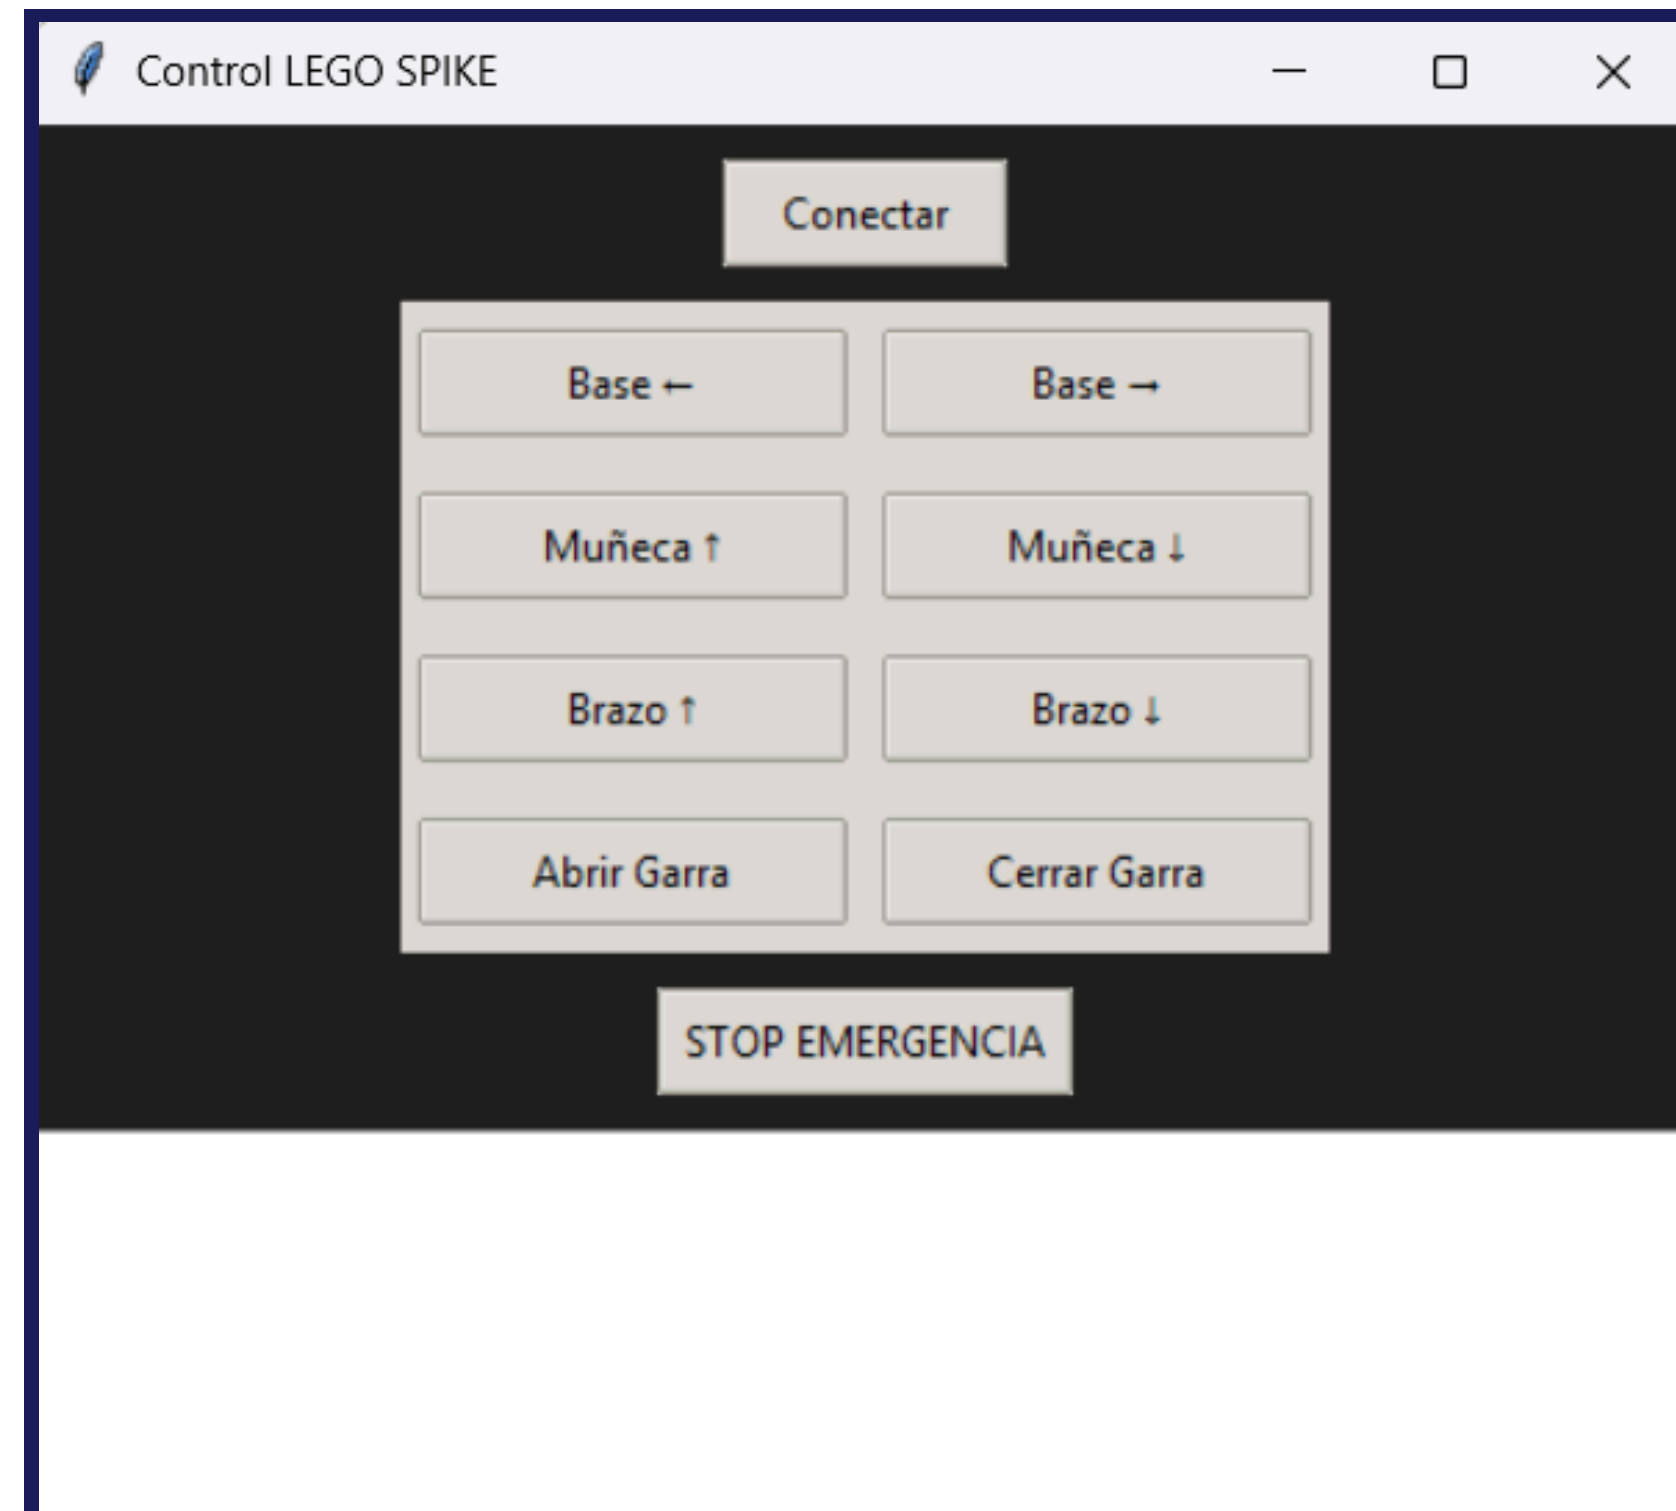 Control LEGO SPIKE
Conectar
Base ← Base →
Muñeca ↑ Muñeca ↓
Brazo ↑ Brazo ↓
Abrir Garra Cerrar Garra
STOP EMERGENCIA